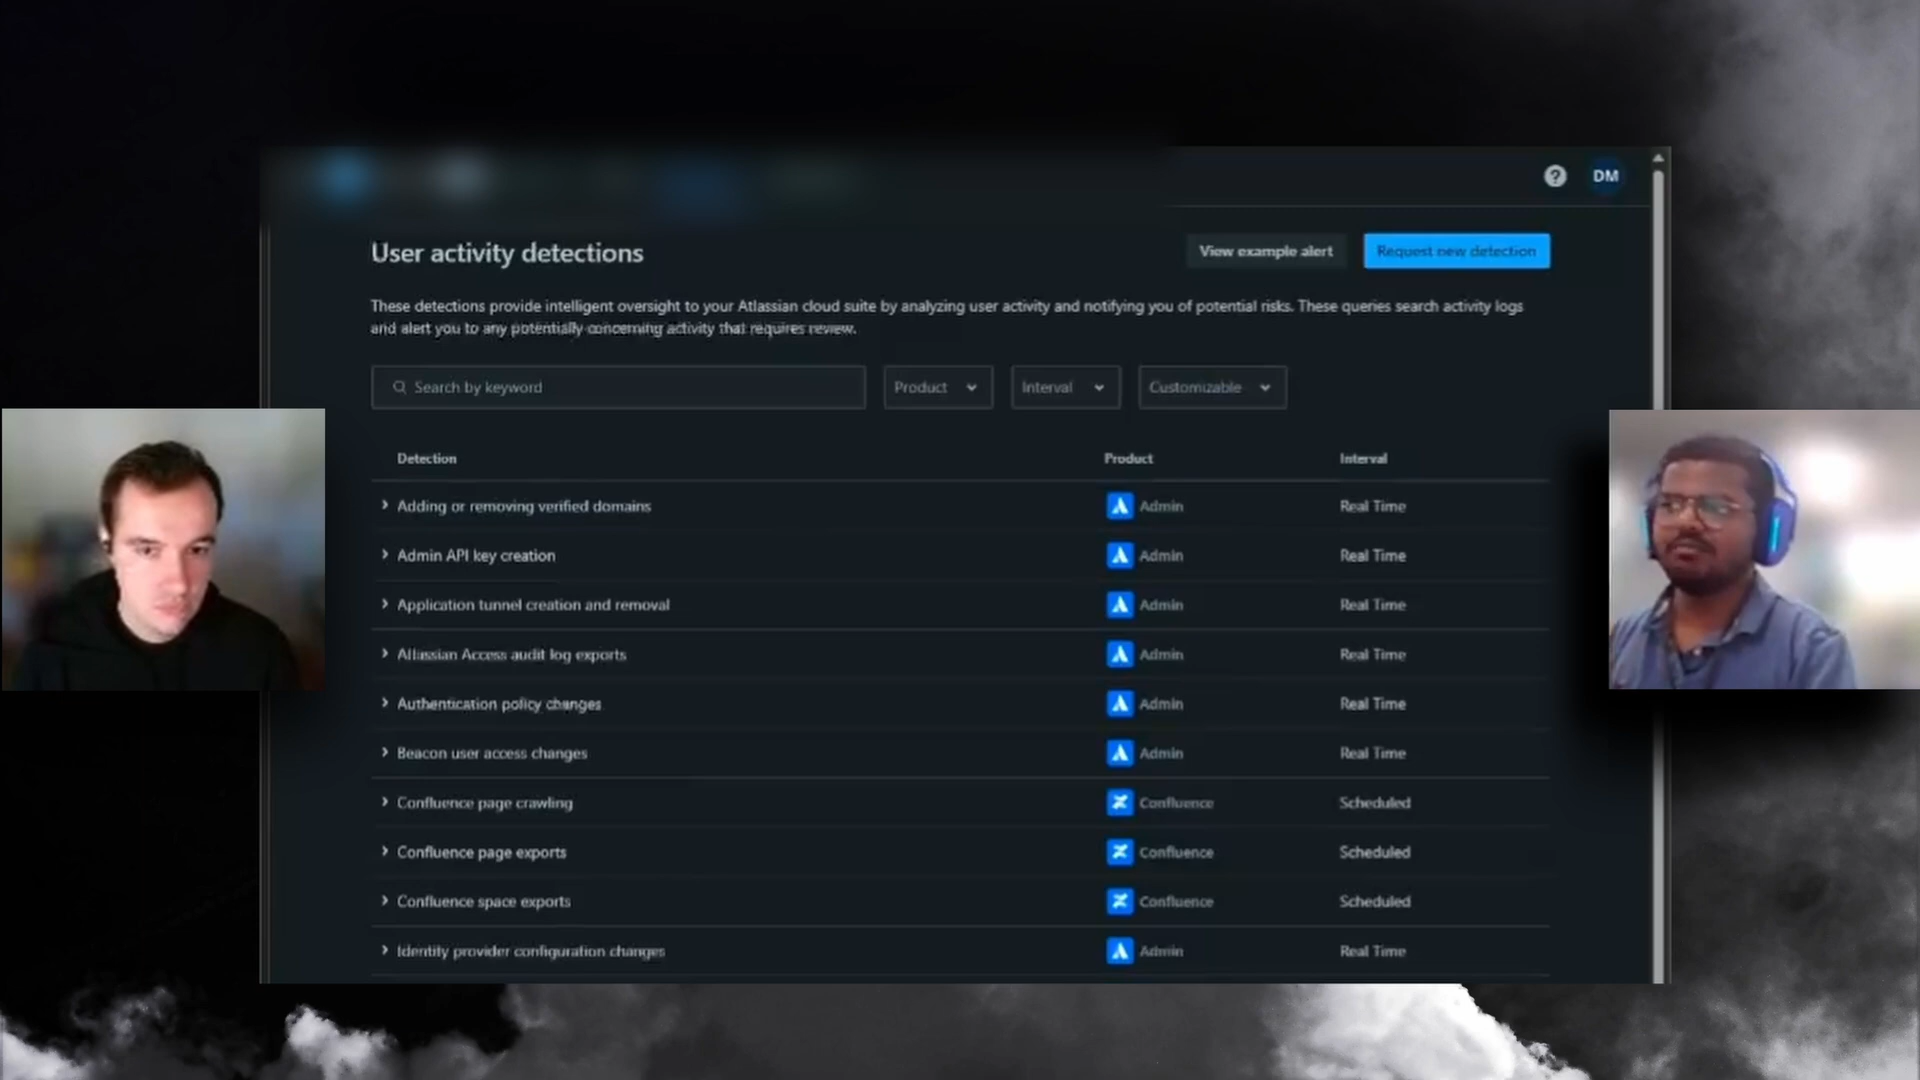 ? DM
User activity detections
View example alert
Request new detection
These detections provide intelligent oversight to your Atlassian cloud suite by analyzing user activity and notifying you of potential risks. These queries search activity logs
and alert you to any potentially concerning activity that requires review.
Search by keyword
Product
Interval
Customizable
Detection Product Interval
Adding or removing verified domains Admin Real Time
Admin API key creation Admin Real Time
Application tunnel creation and removal Admin Real Time
Atlassian Access audit log exports Admin Real Time
Authentication policy changes Admin Real Time
Beacon user access changes Admin Real Time
Confluence page crawling Confluence Scheduled
Confluence page exports Confluence Scheduled
Confluence space exports Confluence Scheduled
Identity provider configuration changes Admin Real Time